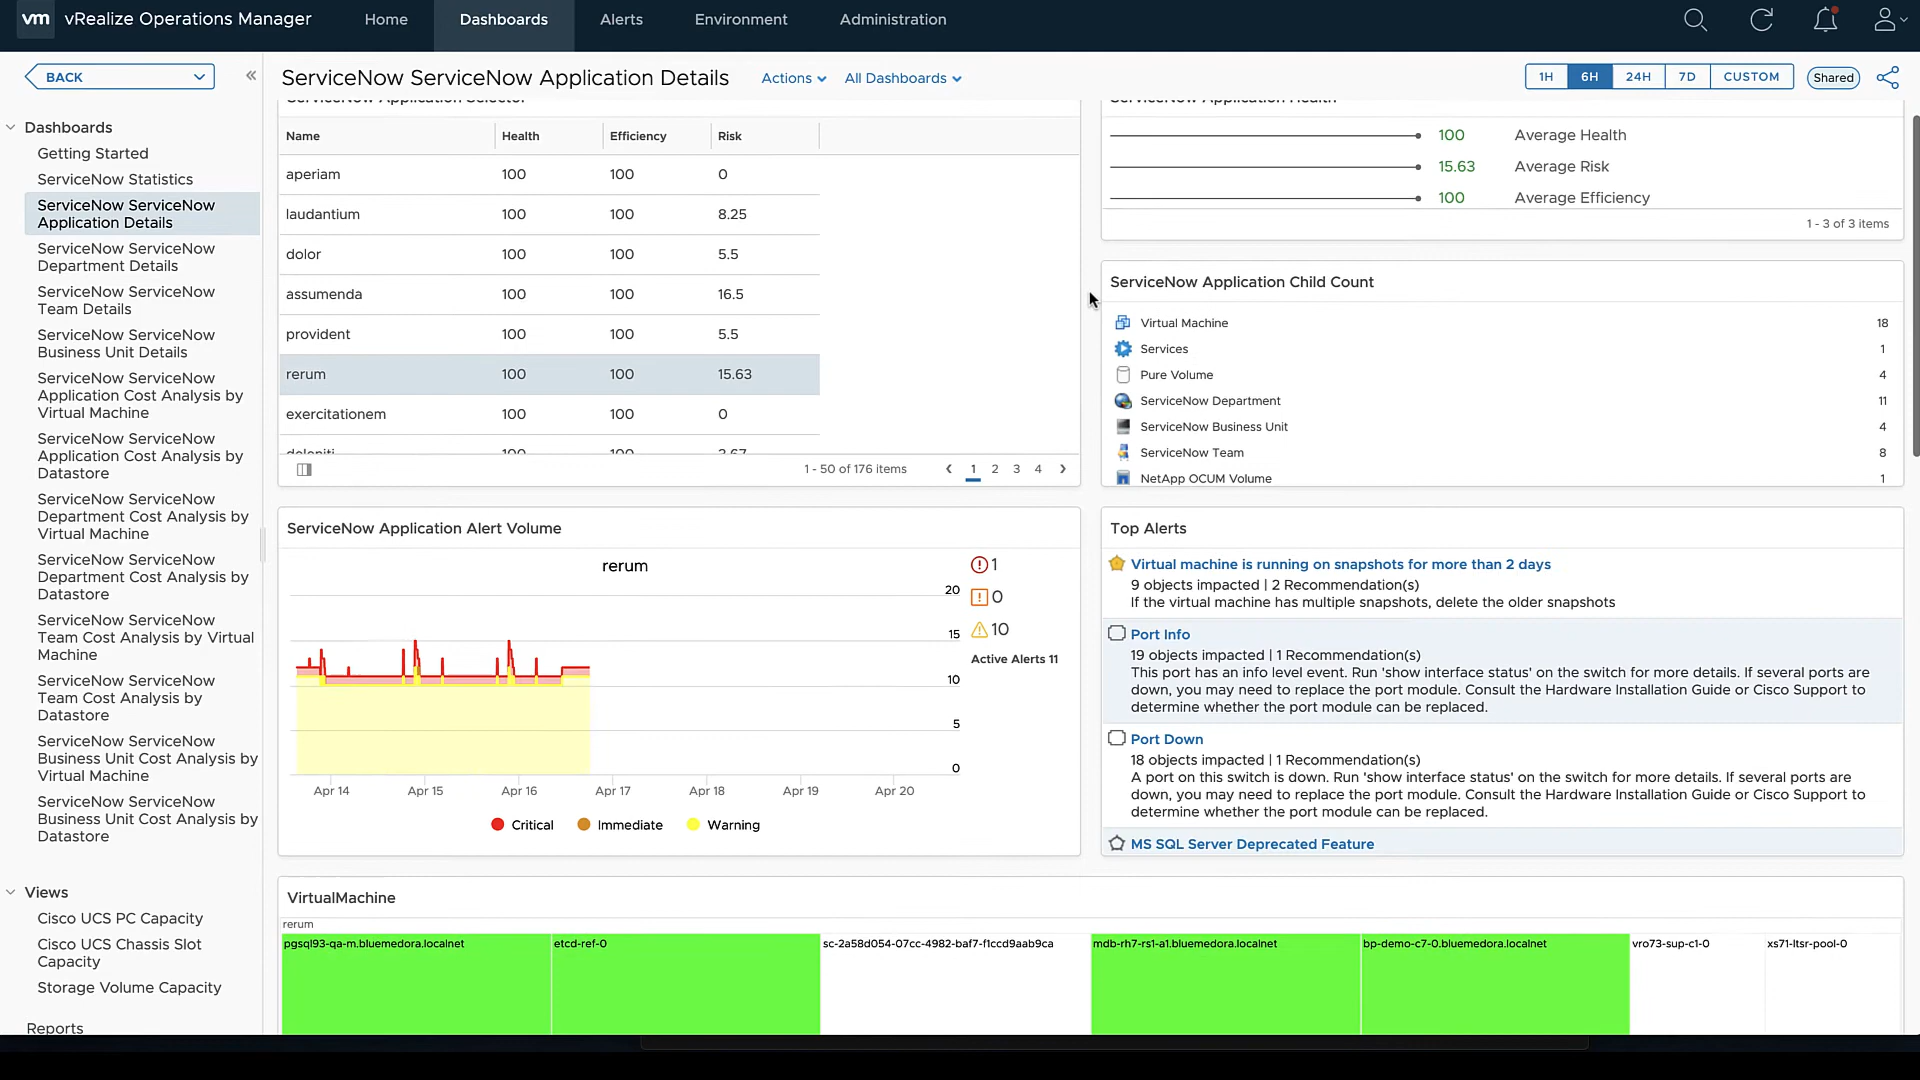 vm vRealize Operations Manager Home Dashboards Alerts Environment Administration
BACK
ServiceNow ServiceNow Application Details Actions All Dashboards 1H 6H 24H 7D CUSTOM Shared
Dashboards
Getting Started
ServiceNow Statistics
ServiceNow ServiceNow
Application Details
ServiceNow ServiceNow
Department Details
ServiceNow ServiceNow
Team Details
ServiceNow ServiceNow
Business Unit Details
ServiceNow ServiceNow
Application Cost Analysis by
Virtual Machine
ServiceNow ServiceNow
Application Cost Analysis by
Datastore
ServiceNow ServiceNow
Department Cost Analysis by
Virtual Machine
ServiceNow ServiceNow
Department Cost Analysis by
Datastore
ServiceNow ServiceNow
Team Cost Analysis by Virtual
Machine
ServiceNow ServiceNow
Team Cost Analysis by
Datastore
ServiceNow ServiceNow
Business Unit Cost Analysis by
Virtual Machine
ServiceNow ServiceNow
Business Unit Cost Analysis by
Datastore
Views
Cisco UCS PC Capacity
Cisco UCS Chassis Slot
Capacity
Storage Volume Capacity
Reports
ServiceNow Application Selector
Name Health Efficiency Risk
aperiam 100 100 0
laudantium 100 100 8.25
dolor 100 100 5.5
assumenda 100 100 16.5
provident 100 100 5.5
rerum 100 100 15.63
exercitationem 100 100 0
deleniti 100 100 3.67
1 - 50 of 176 items 1 2 3 4
ServiceNow Application Health
100 Average Health
15.63 Average Risk
100 Average Efficiency
1 - 3 of 3 items
ServiceNow Application Child Count
Virtual Machine 18
Services 1
Pure Volume 4
ServiceNow Department 11
ServiceNow Business Unit 4
ServiceNow Team 8
NetApp OCUM Volume 1
ServiceNow Application Alert Volume
rerum
20
15
10
5
0
Apr 14 Apr 15 Apr 16 Apr 17 Apr 18 Apr 19 Apr 20
Critical Immediate Warning
1
0
10
Active Alerts 11
Top Alerts
Virtual machine is running on snapshots for more than 2 days
9 objects impacted | 2 Recommendation(s)
If the virtual machine has multiple snapshots, delete the older snapshots
Port Info
19 objects impacted | 1 Recommendation(s)
This port has an info level event. Run 'show interface status' on the switch for more details. If several ports are
down, you may need to replace the port module. Consult the Hardware Installation Guide or Cisco Support to
determine whether the port module can be replaced.
Port Down
18 objects impacted | 1 Recommendation(s)
A port on this switch is down. Run 'show interface status' on the switch for more details. If several ports are
down, you may need to replace the port module. Consult the Hardware Installation Guide or Cisco Support to
determine whether the port module can be replaced.
MS SQL Server Deprecated Feature
VirtualMachine
rerum
pgsql93-qa-m.bluemedora.localnet etcd-ref-0 sc-2a58d054-07cc-4982-baf7-f1ccd9aab9ca mdb-rh7-rs1-a1.bluemedora.localnet bp-demo-c7-0.bluemedora.localnet vro73-sup-c1-0 xs71-ltsr-pool-0